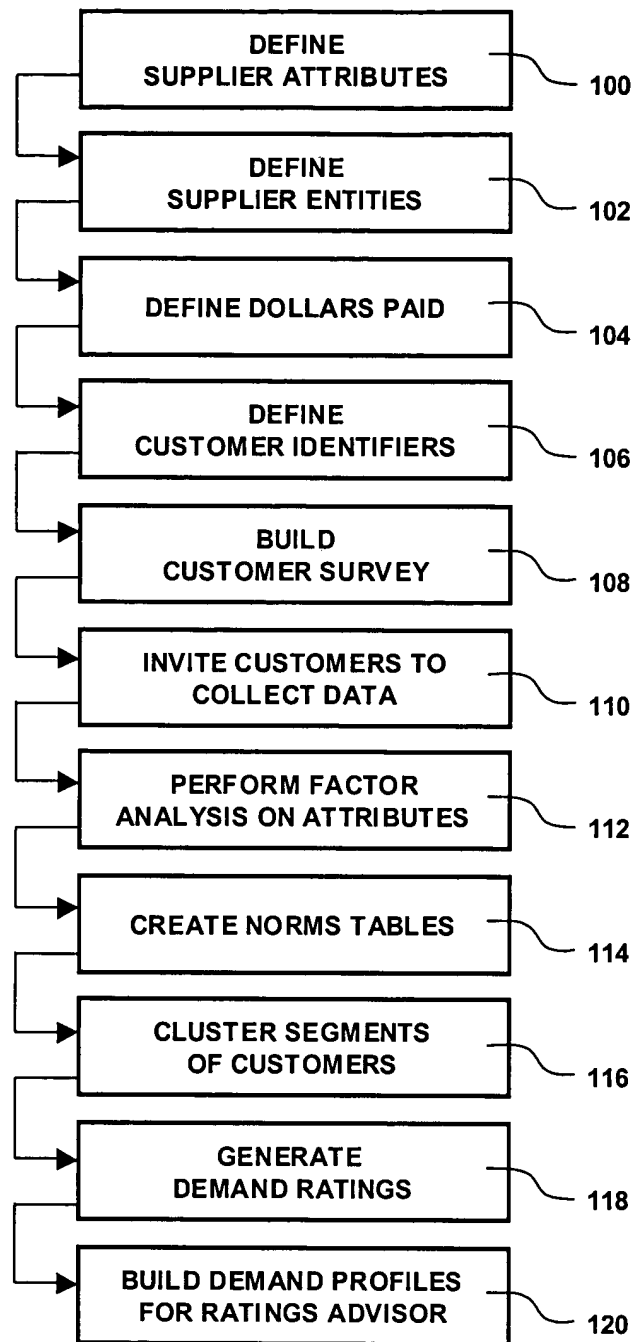 DEFINE
SUPPLIER ATTRIBUTES
100
DEFINE
SUPPLIER ENTITIES
102
DEFINE DOLLARS PAID
104
DEFINE
CUSTOMER IDENTIFIERS
106
BUILD
CUSTOMER SURVEY
108
INVITE CUSTOMERS TO
COLLECT DATA
110
PERFORM FACTOR
ANALYSIS ON ATTRIBUTES
112
CREATE NORMS TABLES
114
CLUSTER SEGMENTS
OF CUSTOMERS
116
GENERATE
DEMAND RATINGS
118
BUILD DEMAND PROFILES
FOR RATINGS ADVISOR
120